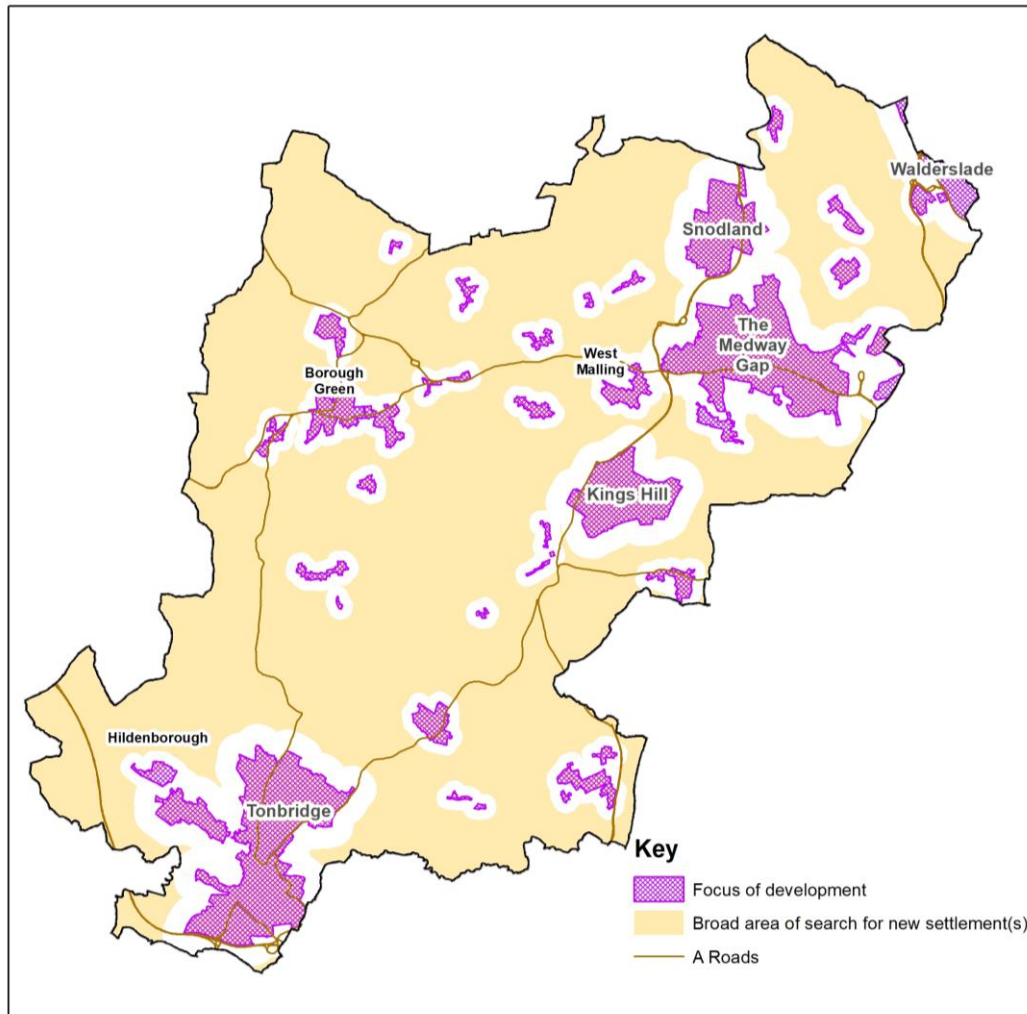 Walderslade
Snodland
The
Medway
Gap
West
Malling
Borough
Green
Kings Hill
Hildenborough
Tonbridge
Key
Focus of development
Broad area of search for new settlement(s)
A Roads